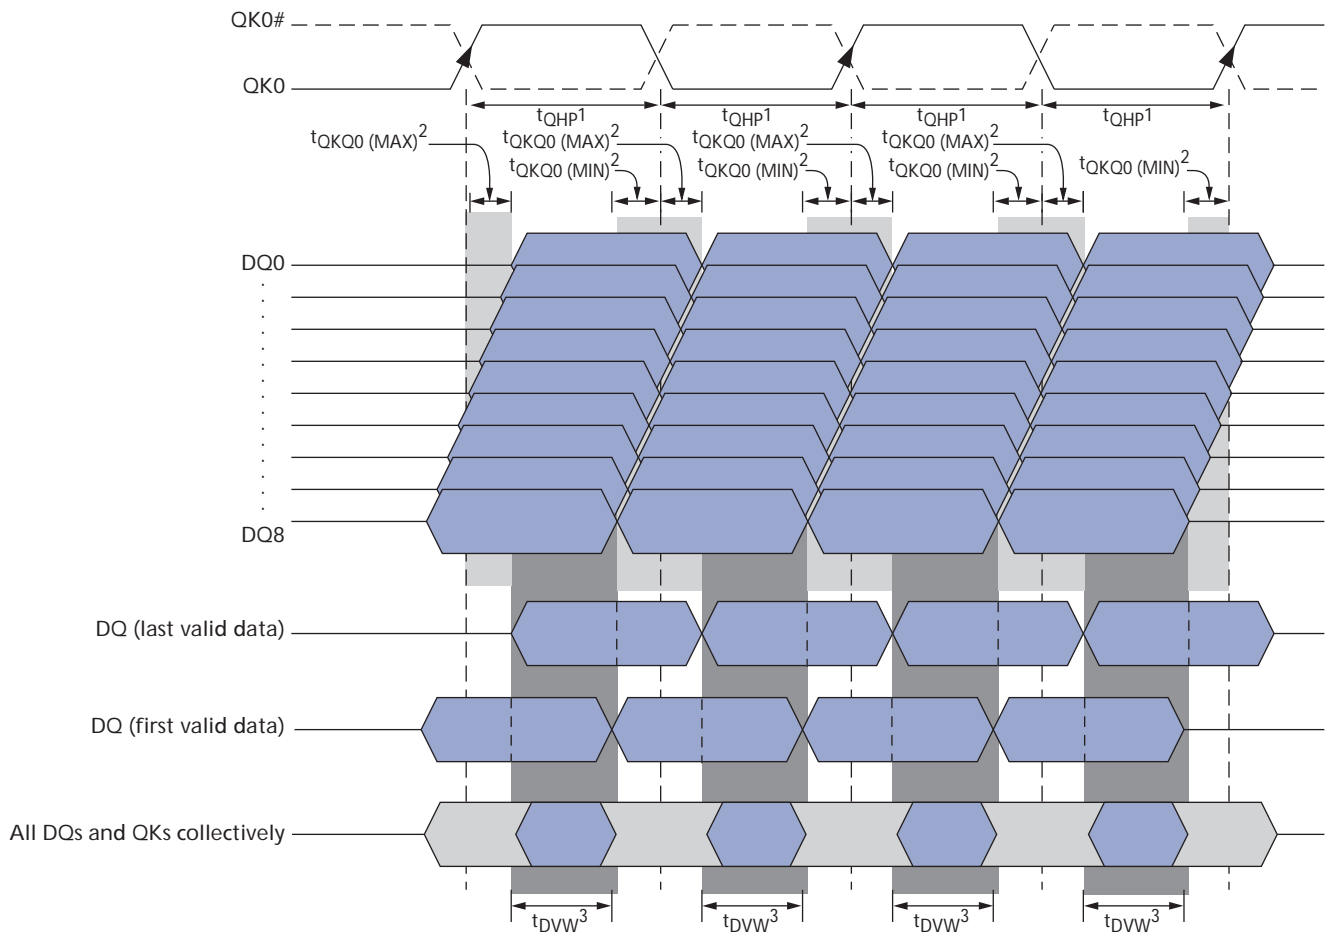 QK0#
QK0
tQHP1 tQHP1 tQHP1 tQHP1
tQKQ0 (MAX)2 tQKQ0 (MAX)2 tQKQ0 (MAX)2 tQKQ0 (MAX)2
tQKQ0 (MIN)2 tQKQ0 (MIN)2 tQKQ0 (MIN)2 tQKQ0 (MIN)2
DQ0
DQ8
DQ (last valid data)
DQ (first valid data)
All DQs and QKs collectively
tDVW3 tDVW3 tDVW3 tDVW3